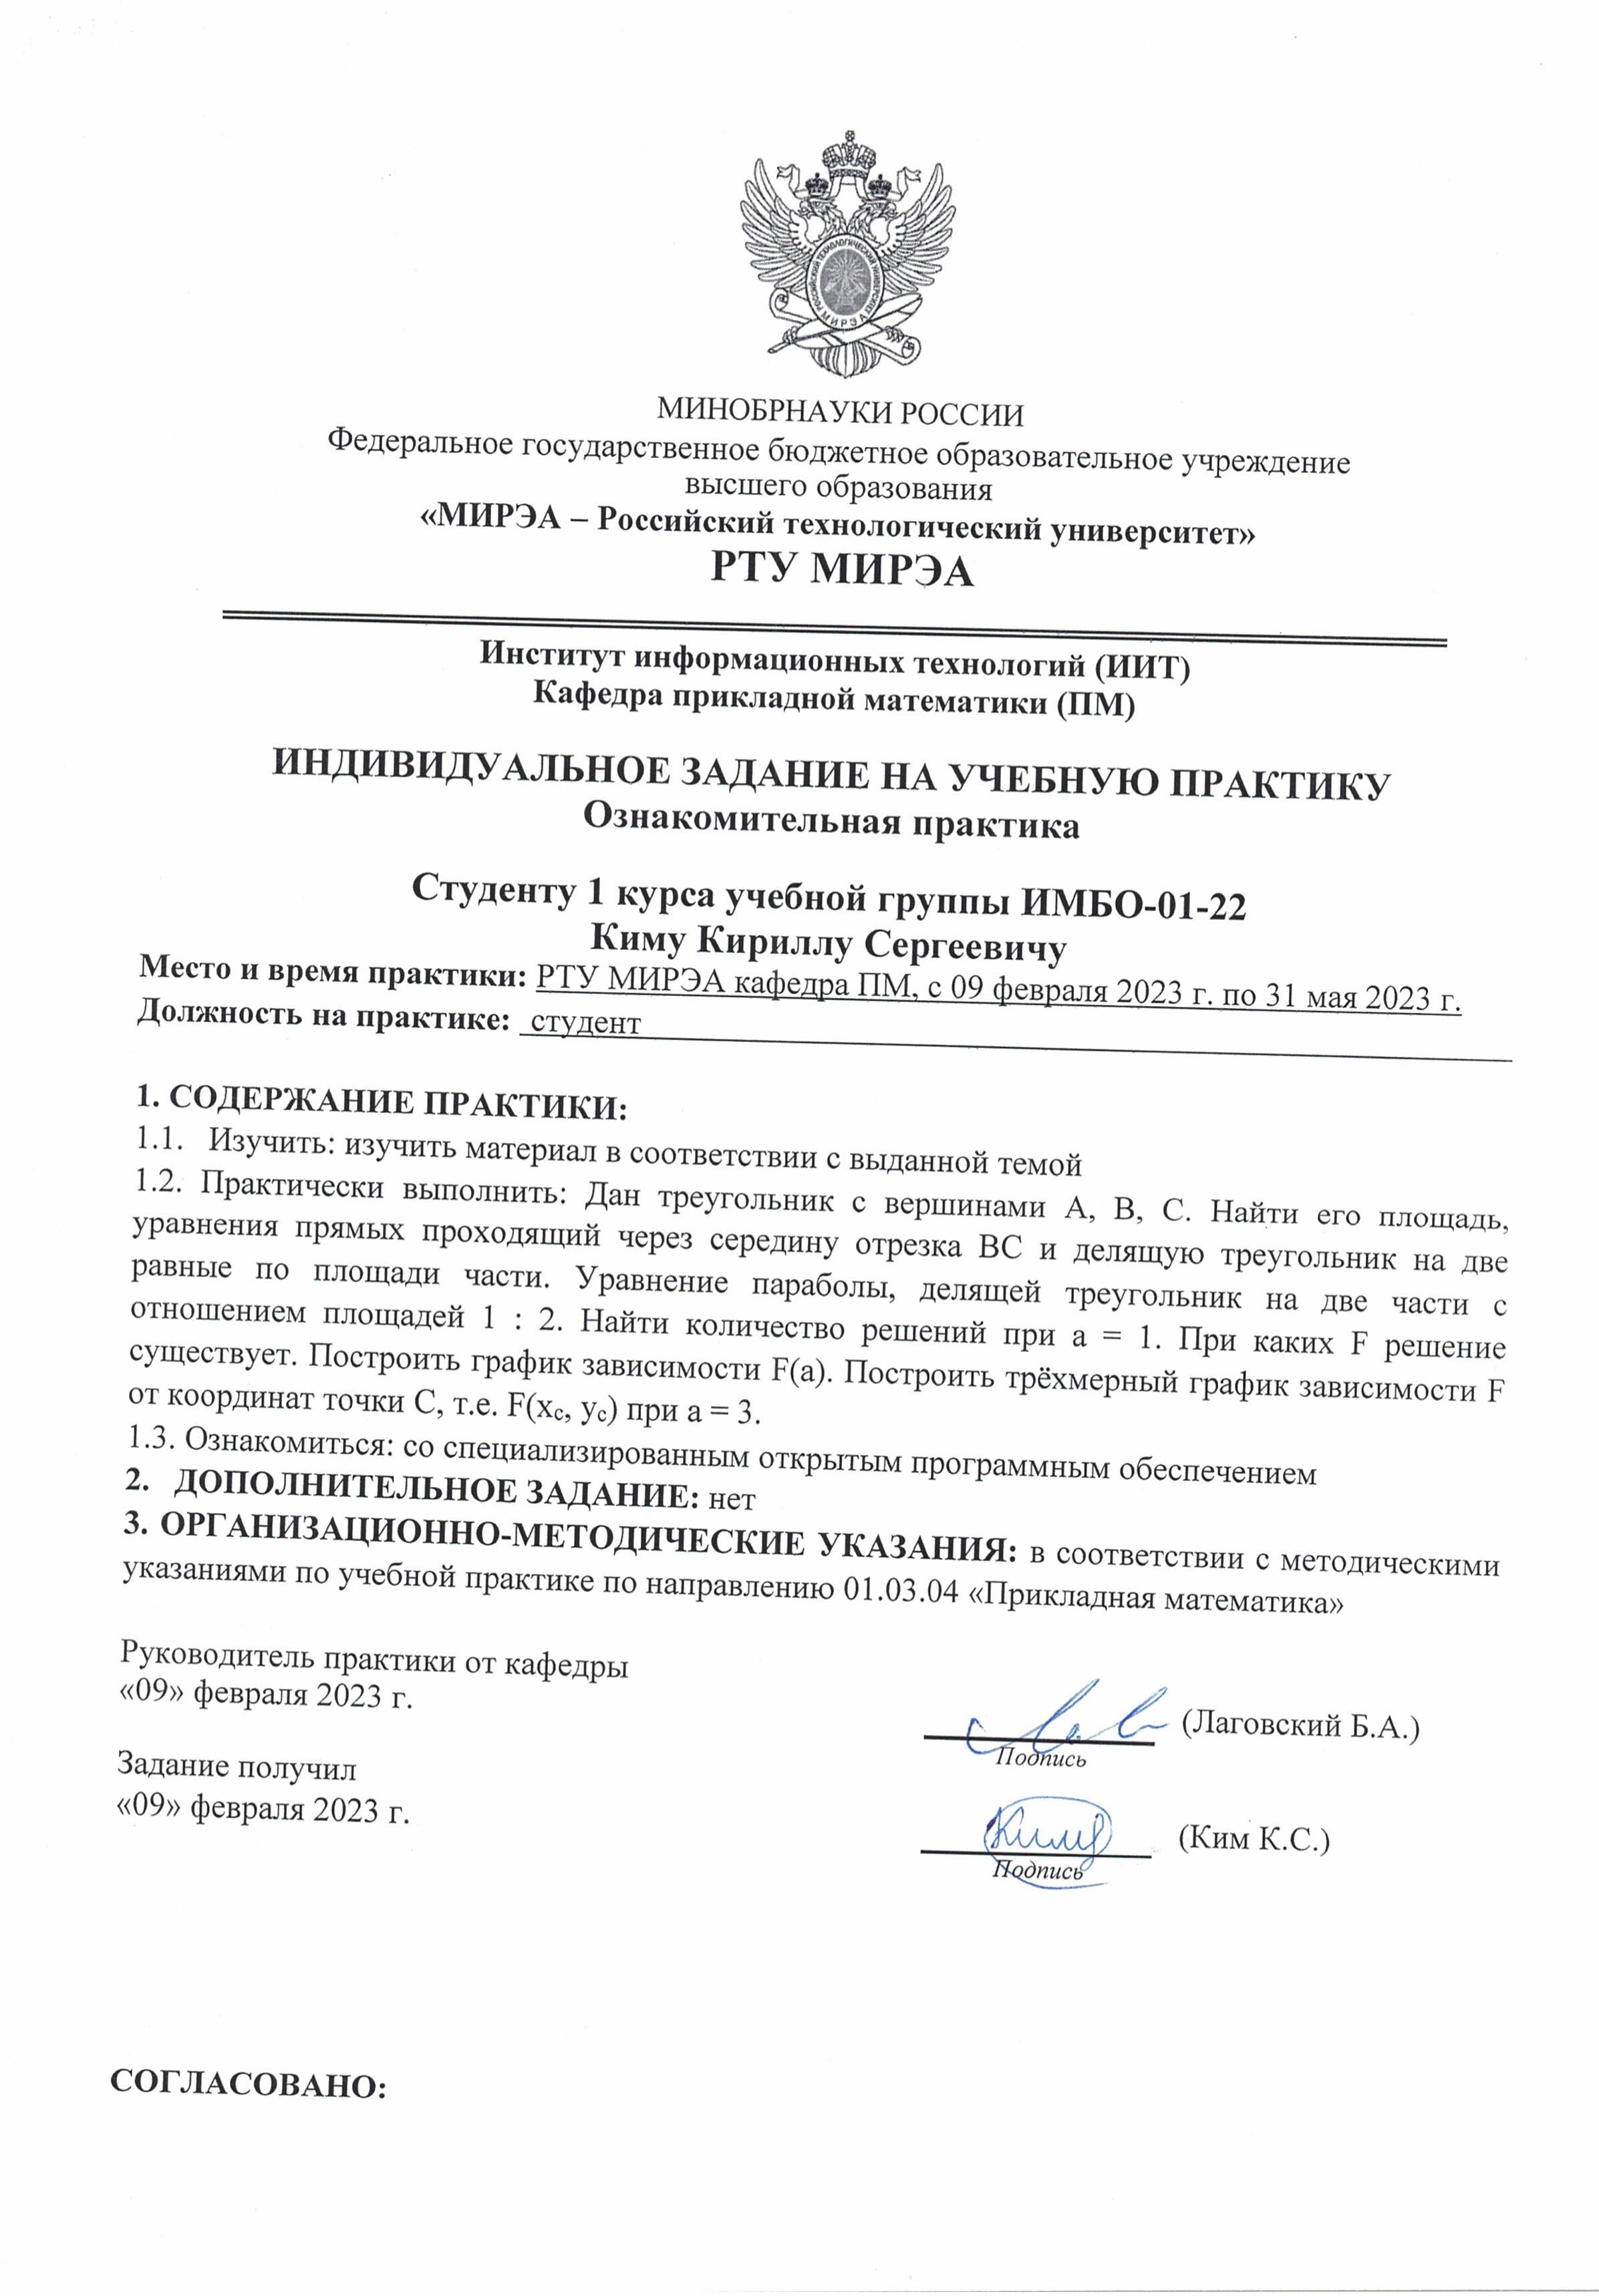 РОССИЙСКИЙ ТЕХНОЛОГИЧЕСКИЙ УНИВЕРСИТЕТ МИРЭА
МИНОБРНАУКИ РОССИИ
Федеральное государственное бюджетное образовательное учреждение
высшего образования
«МИРЭА – Российский технологический университет»
РТУ МИРЭА
Институт информационных технологий (ИИТ)
Кафедра прикладной математики (ПМ)
ИНДИВИДУАЛЬНОЕ ЗАДАНИЕ НА УЧЕБНУЮ ПРАКТИКУ
Ознакомительная практика
Студенту 1 курса учебной группы ИМБО-01-22
Киму Кириллу Сергеевичу
Место и время практики: РТУ МИРЭА кафедра ПМ, с 09 февраля 2023 г. по 31 мая 2023 г.
Должность на практике: студент
1. СОДЕРЖАНИЕ ПРАКТИКИ:
1.1. Изучить: изучить материал в соответствии с выданной темой
1.2. Практически выполнить: Дан треугольник с вершинами A, B, C. Найти его площадь,
уравнения прямых проходящий через середину отрезка BC и делящую треугольник на две
равные по площади части. Уравнение параболы, делящей треугольник на две части с
отношением площадей 1 : 2. Найти количество решений при a = 1. При каких F решение
существует. Построить график зависимости F(a). Построить трёхмерный график зависимости F
от координат точки C, т.е. F(xc, yc) при a = 3.
1.3. Ознакомиться: со специализированным открытым программным обеспечением
2. ДОПОЛНИТЕЛЬНОЕ ЗАДАНИЕ: нет
3. ОРГАНИЗАЦИОННО-МЕТОДИЧЕСКИЕ УКАЗАНИЯ: в соответствии с методическими
указаниями по учебной практике по направлению 01.03.04 «Прикладная математика»
Руководитель практики от кафедры
«09» февраля 2023 г.
(Лаговский Б.А.)
Подпись
Задание получил
«09» февраля 2023 г.
Ким (Ким К.С.)
Подпись
СОГЛАСОВАНО: